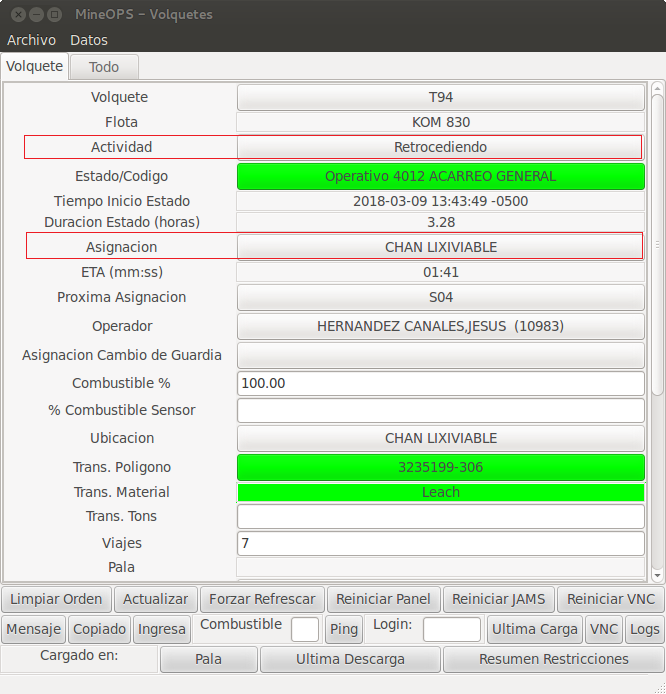 MineOPS - Volquetes
Archivo Datos
Volquete Todo
Volquete T94
Flota KOM 830
Actividad Retrocediendo
Estado/Codigo Operativo 4012 ACARREO GENERAL
Tiempo Inicio Estado 2018-03-09 13:43:49 -0500
Duracion Estado (horas) 3.28
Asignacion CHAN LIXIVIABLE
ETA (mm:ss) 01:41
Proxima Asignacion S04
Operador HERNANDEZ CANALES,JESUS (10983)
Asignacion Cambio de Guardia
Combustible % 100.00
% Combustible Sensor
Ubicacion CHAN LIXIVIABLE
Trans. Poligono 3235199-306
Trans. Material Leach
Trans. Tons
Viajes 7
Pala
Limpiar Orden Actualizar Forzar Refrescar Reiniciar Panel Reiniciar JAMS Reiniciar VNC
Mensaje Copiado Ingresa Combustible Ping Login: Ultima Carga VNC Logs
Cargado en: Pala Ultima Descarga Resumen Restricciones